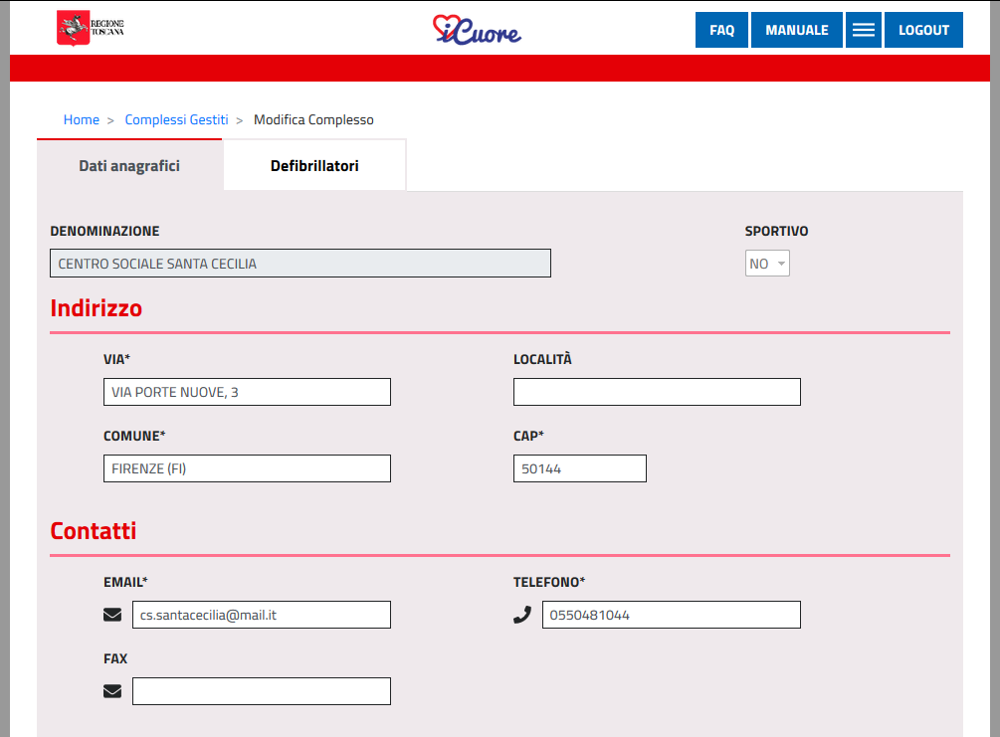 REGIONE
TOSCANA
iCuore
FAQ
MANUALE
LOGOUT
Home > Complessi Gestiti > Modifica Complesso
Dati anagrafici
Defibrillatori
DENOMINAZIONE
SPORTIVO
CENTRO SOCIALE SANTA CECILIA
NO
Indirizzo
VIA*
LOCALITÀ
VIA PORTE NUOVE, 3
COMUNE*
CAP*
FIRENZE (FI)
50144
Contatti
EMAIL*
TELEFONO*
cs.santacecilia@mail.it
0550481044
FAX